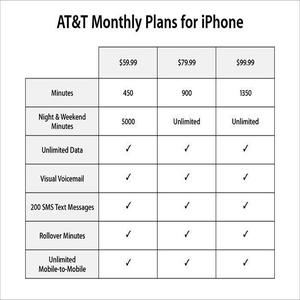 AT&T Monthly Plans for iPhone
$59.99 $79.99 $99.99
Minutes 450 900 1350
Night & Weekend
Minutes 5000 Unlimited Unlimited
Unlimited Data ✓ ✓ ✓
Visual Voicemail ✓ ✓ ✓
200 SMS Text Messages ✓ ✓ ✓
Rollover Minutes ✓ ✓ ✓
Unlimited
Mobile-to-Mobile ✓ ✓ ✓